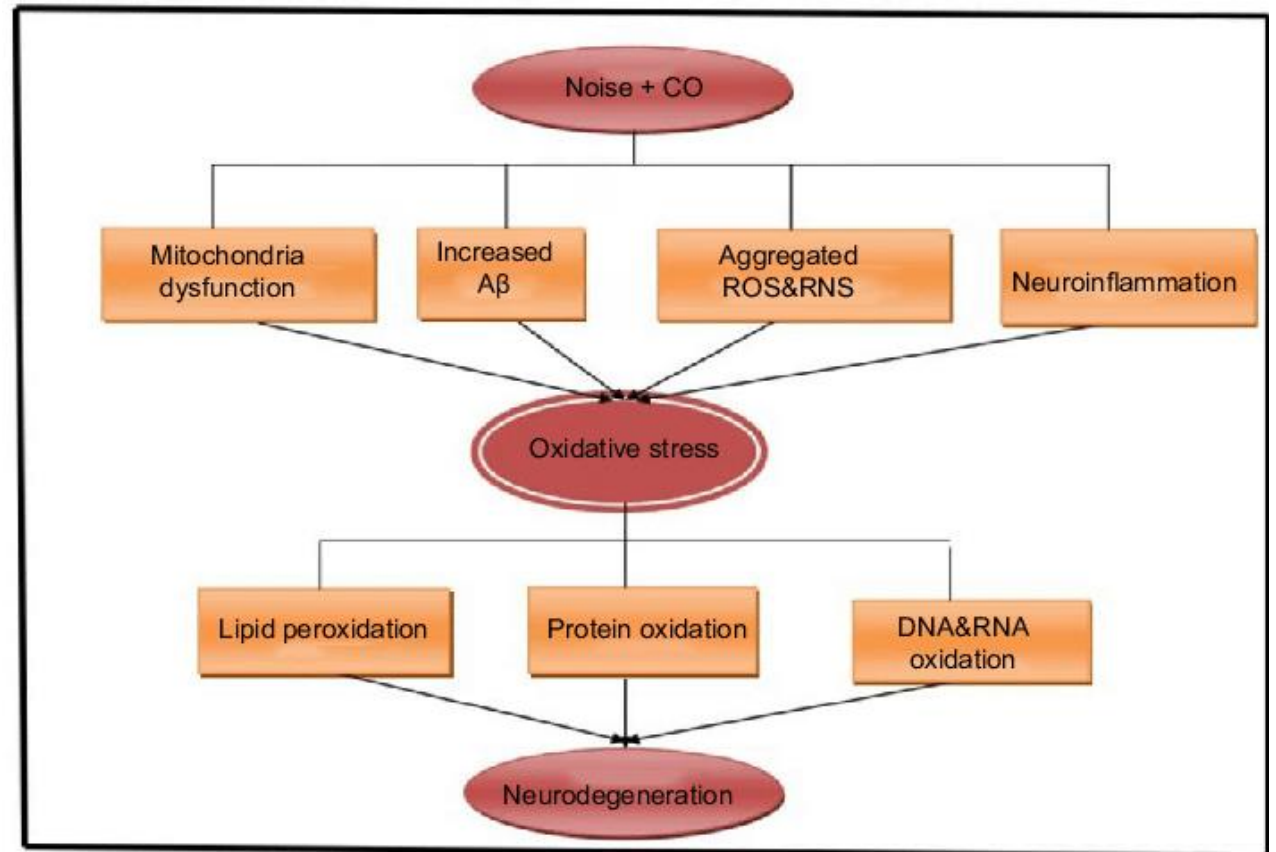 Noise + CO
Mitochondria
dysfunction
Increased
Aβ
Aggregated
ROS&RNS
Neuroinflammation
Oxidative stress
Lipid peroxidation
Protein oxidation
DNA&RNA
oxidation
Neurodegeneration